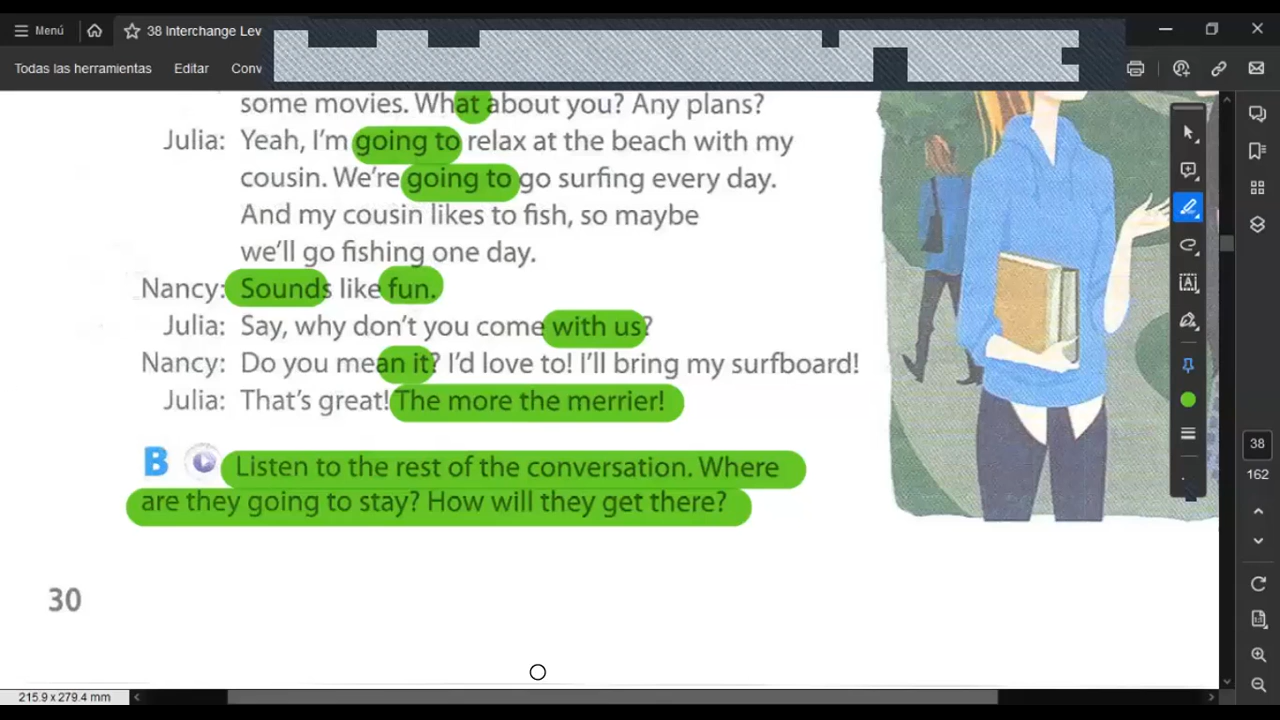 Menú
38 Interchange Lev
Todas las herramientas Editar Conv
some movies. What about you? Any plans?
Julia: Yeah, I'm going to relax at the beach with my
cousin. We're going to go surfing every day.
And my cousin likes to fish, so maybe
we'll go fishing one day.
Nancy: Sounds like fun.
Julia: Say, why don't you come with us?
Nancy: Do you mean it? I'd love to! I'll bring my surfboard!
Julia: That's great! The more the merrier!
B Listen to the rest of the conversation. Where
are they going to stay? How will they get there?
30
38
162
215.9 x 279.4 mm